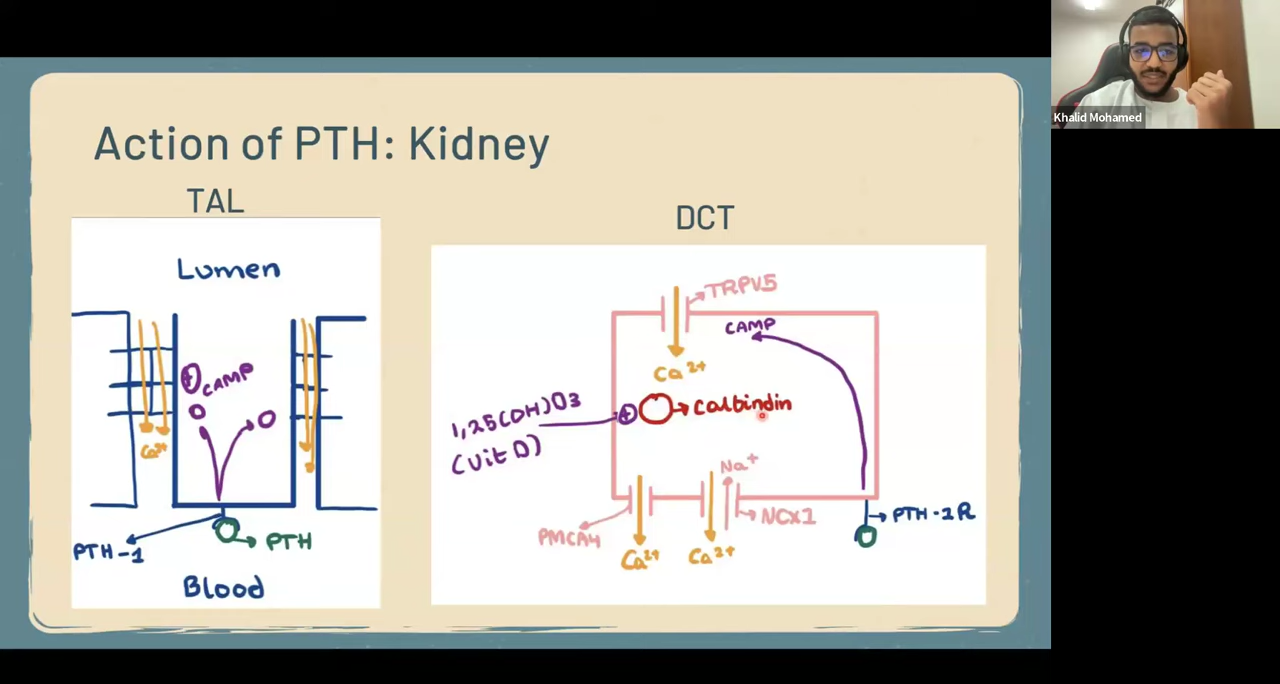 Action of PTH: Kidney
TAL
Lumen
+
CAMP
Ca2+
PTH-1
PTH
Blood
DCT
TRPV5
CAMP
Ca2+
1,25(OH)D3
(Vit D)
+
Calbindin
Na+
PMCA4
NCX1
Ca2+
Ca2+
PTH-1R
Khalid Mohamed